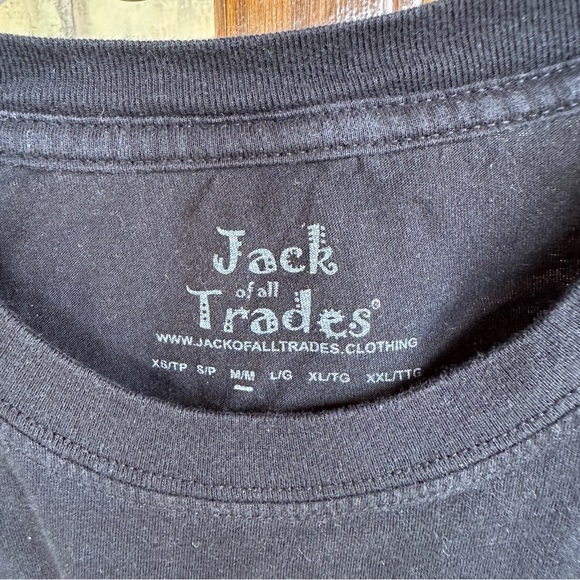 Jack
of all
Trades®
WWW.JACKOFALLTRADES.CLOTHING
XS/TP S/P M/M L/G XL/TG XXL/TTG